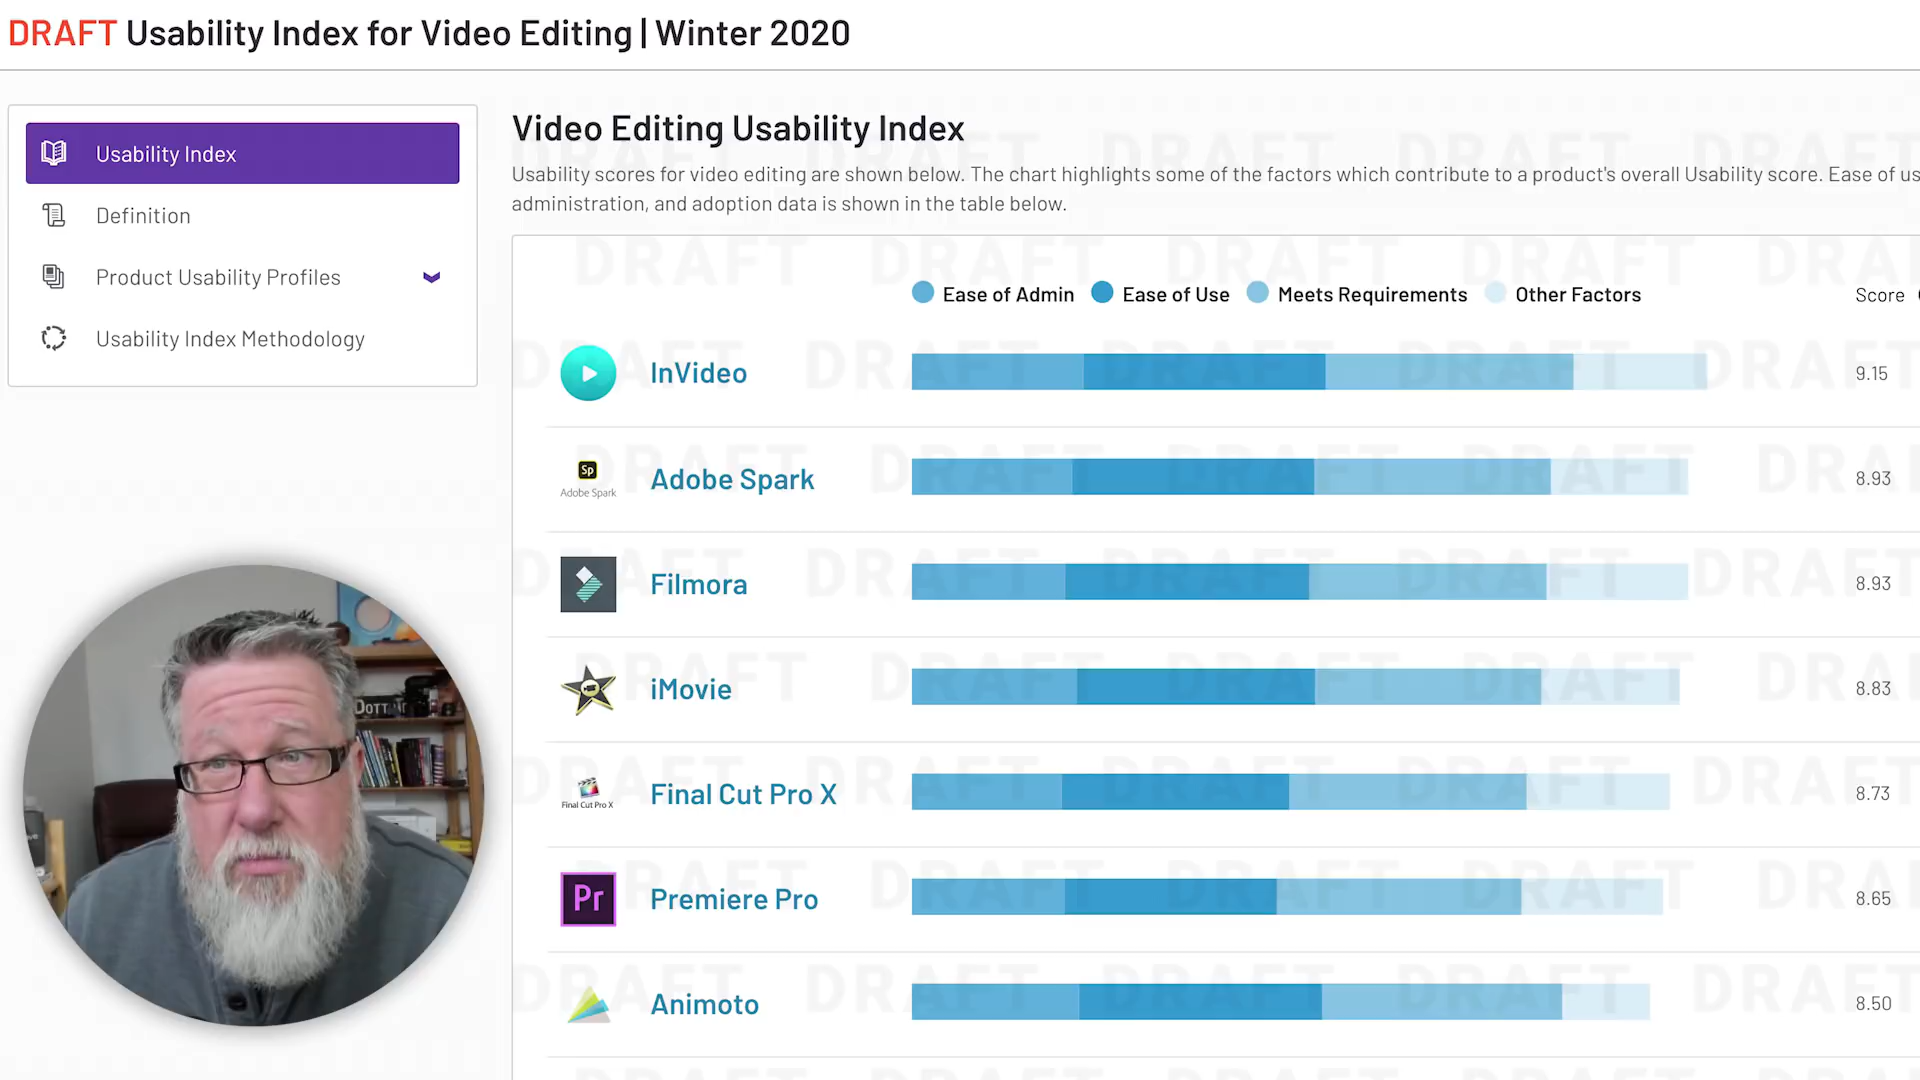 DRAFT Usability Index for Video Editing | Winter 2020
Usability Index
Definition
Product Usability Profiles
Usability Index Methodology
Video Editing Usability Index
Usability scores for video editing are shown below. The chart highlights some of the factors which contribute to a product's overall Usability score. Ease of us
administration, and adoption data is shown in the table below.
Ease of Admin Ease of Use Meets Requirements Other Factors Score
InVideo 9.15
Sp
Adobe Spark
Adobe Spark 8.93
Filmora 8.93
iMovie 8.83
Final Cut Pro X
Final Cut Pro X 8.73
Pr
Premiere Pro 8.65
Animoto 8.50
DRAFT